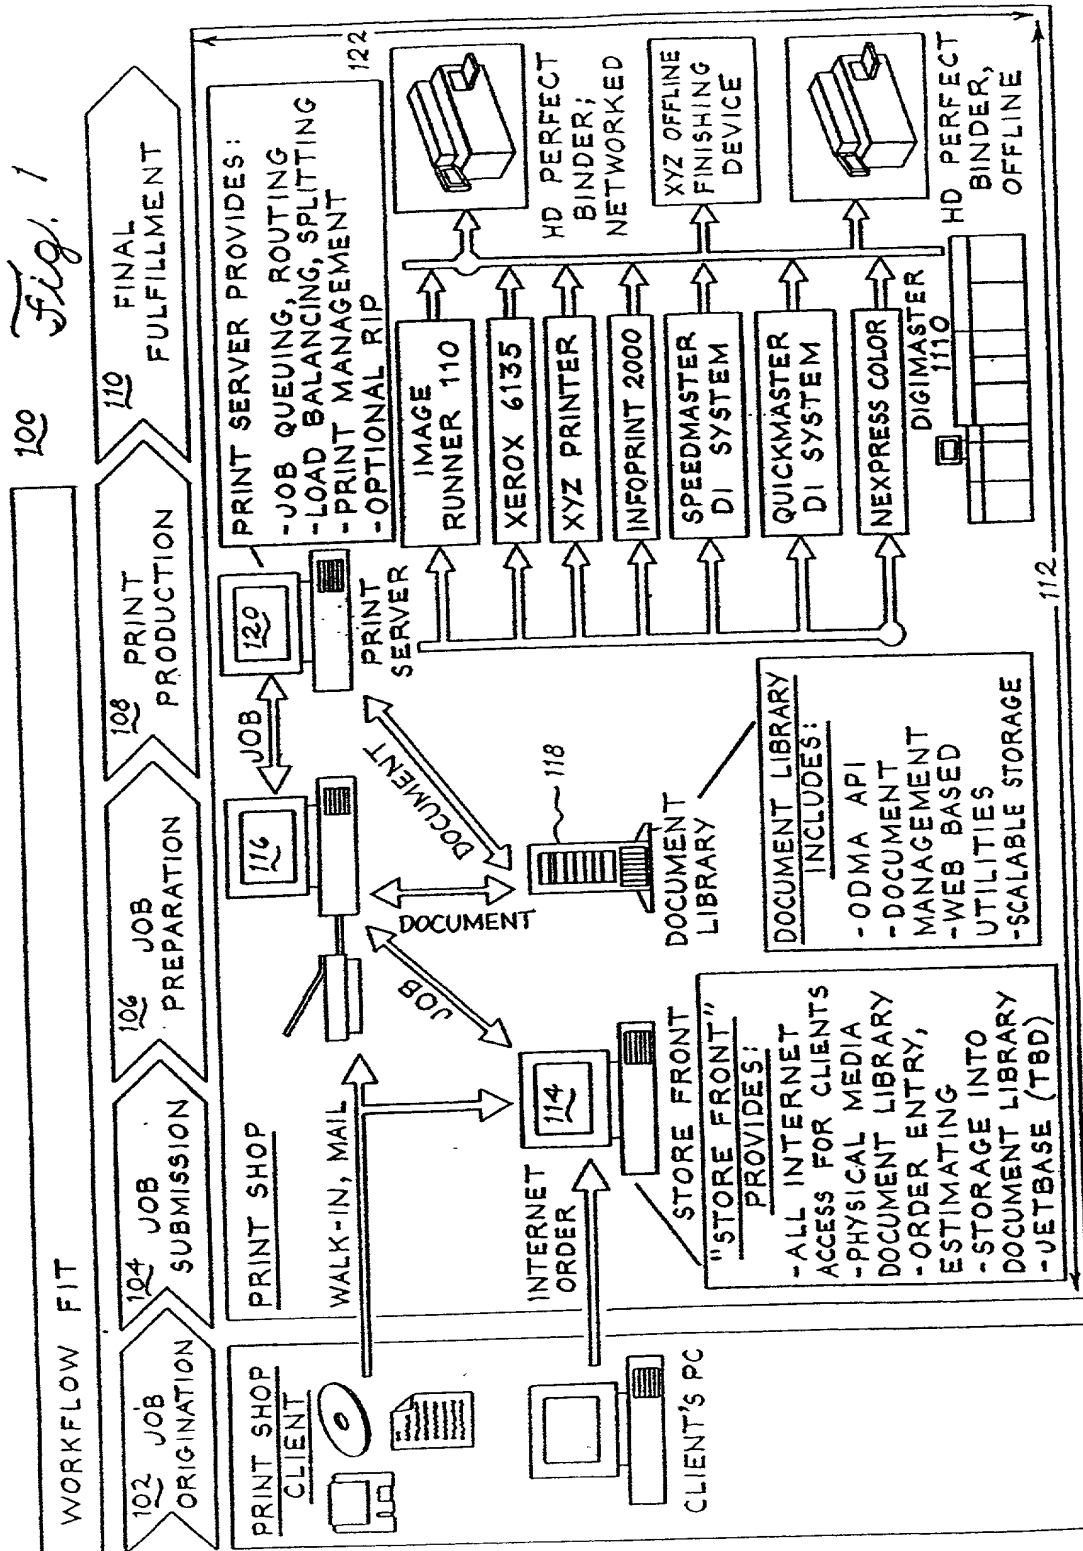 100
Fig. 1
WORKFLOW FIT
102 JOB
ORIGINATION
104 JOB
SUBMISSION
106 JOB
PREPARATION
108 PRINT
PRODUCTION
110 FINAL
FULFILLMENT
PRINT SHOP
CLIENT
CLIENT'S PC
PRINT SHOP
WALK-IN, MAIL
INTERNET
ORDER
114
STORE FRONT
"STORE FRONT"
PROVIDES:
-ALL INTERNET
ACCESS FOR CLIENTS
-PHYSICAL MEDIA
DOCUMENT LIBRARY
-ORDER ENTRY,
ESTIMATING
-STORAGE INTO
DOCUMENT LIBRARY
-JETBASE (TBD)
116
JOB
JOB
DOCUMENT
DOCUMENT
118
DOCUMENT
LIBRARY
DOCUMENT LIBRARY
INCLUDES:
-ODMA API
-DOCUMENT
MANAGEMENT
-WEB BASED
UTILITIES
-SCALABLE STORAGE
120
PRINT
SERVER
PRINT SERVER PROVIDES:
-JOB QUEUING, ROUTING
-LOAD BALANCING, SPLITTING
-PRINT MANAGEMENT
-OPTIONAL RIP
122
IMAGE
RUNNER 110
XEROX 6135
XYZ PRINTER
INFOPRINT 2000
SPEEDMASTER
DI SYSTEM
QUICKMASTER
DI SYSTEM
NEXPRESS COLOR
DIGIMASTER
1110
HD PERFECT
BINDER;
NETWORKED
XYZ OFFLINE
FINISHING
DEVICE
HD PERFECT
BINDER,
OFFLINE
112